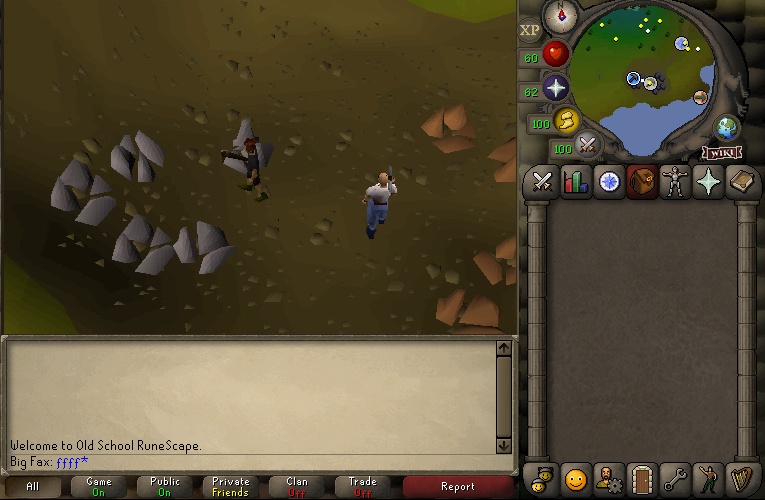 XP
60
62
100
100
WIKI
Welcome to Old School RuneScape.
Big Fax: ffff*
All
Game
On
Public
On
Private
Friends
Clan
Off
Trade
Off
Report